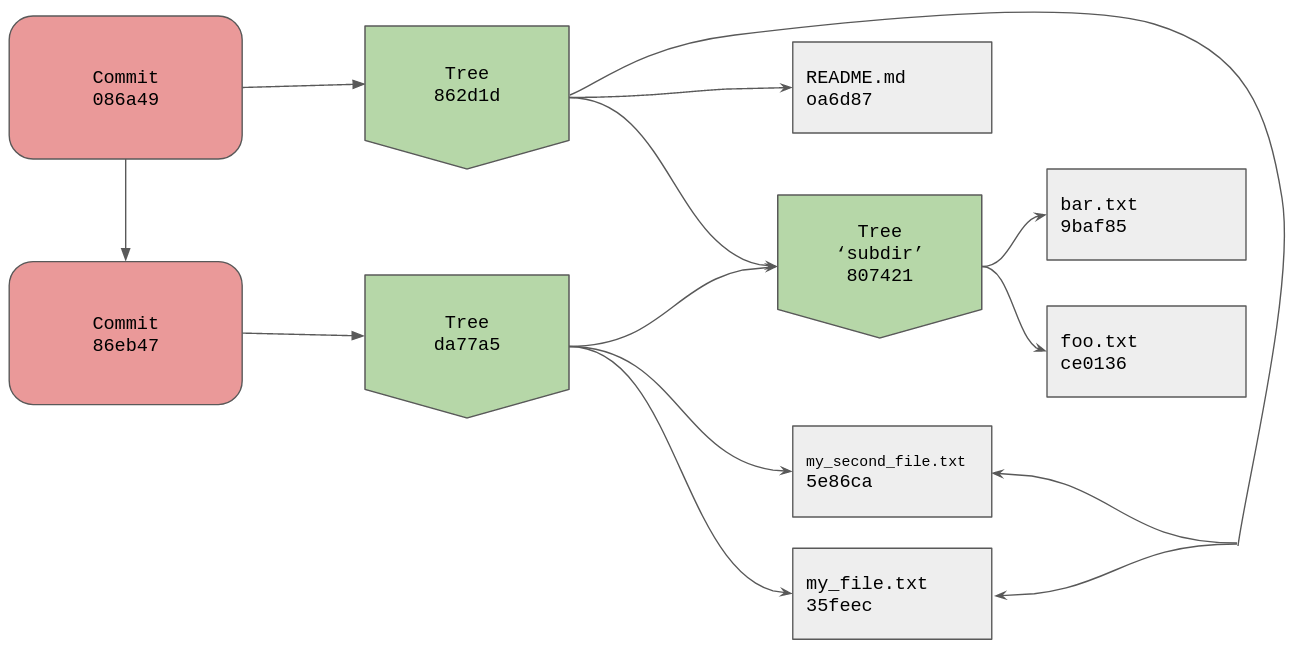 Commit
086a49
Tree
862d1d
README.md
oa6d87
bar.txt
9baf85
Tree
‘subdir’
807421
Commit
86eb47
Tree
da77a5
foo.txt
ce0136
my_second_file.txt
5e86ca
my_file.txt
35feec